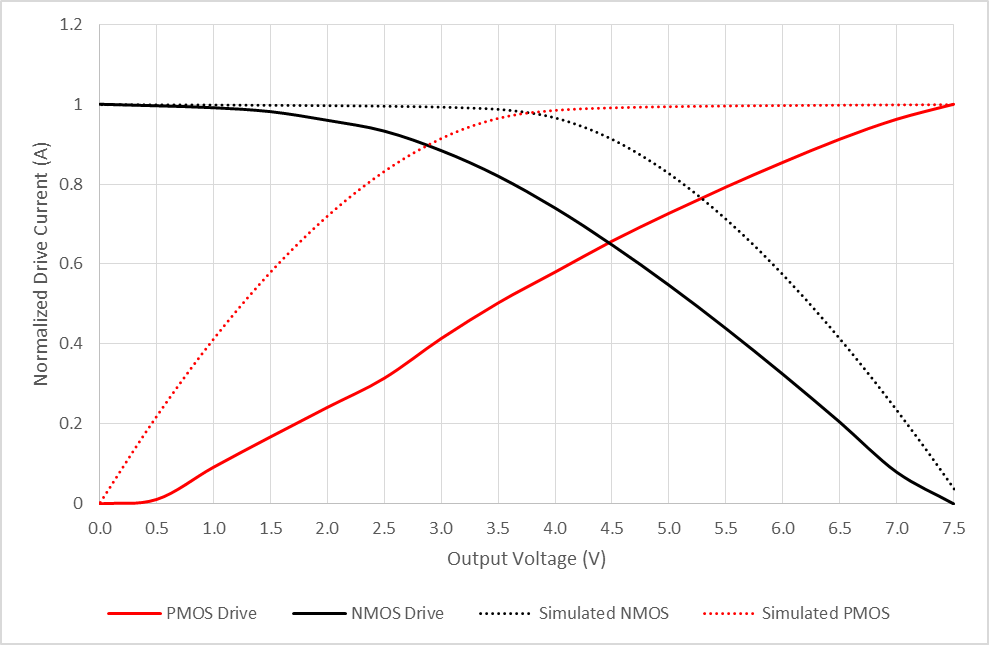 1.2
1
0.8
0.6
0.4
0.2
0
Normalized Drive Current (A)
0.0 0.5 1.0 1.5 2.0 2.5 3.0 3.5 4.0 4.5 5.0 5.5 6.0 6.5 7.0 7.5
Output Voltage (V)
PMOS Drive NMOS Drive Simulated NMOS Simulated PMOS